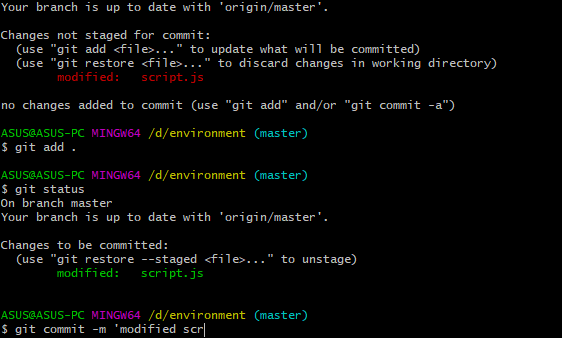 Your branch is up to date with 'origin/master'.
Changes not staged for commit:
(use "git add <file>..." to update what will be committed)
(use "git restore <file>..." to discard changes in working directory)
modified: script.js
no changes added to commit (use "git add" and/or "git commit -a")
ASUS@ASUS-PC MINGW64 /d/environment (master)
$ git add .
ASUS@ASUS-PC MINGW64 /d/environment (master)
$ git status
On branch master
Your branch is up to date with 'origin/master'.
Changes to be committed:
(use "git restore --staged <file>..." to unstage)
modified: script.js
ASUS@ASUS-PC MINGW64 /d/environment (master)
$ git commit -m 'modified scr